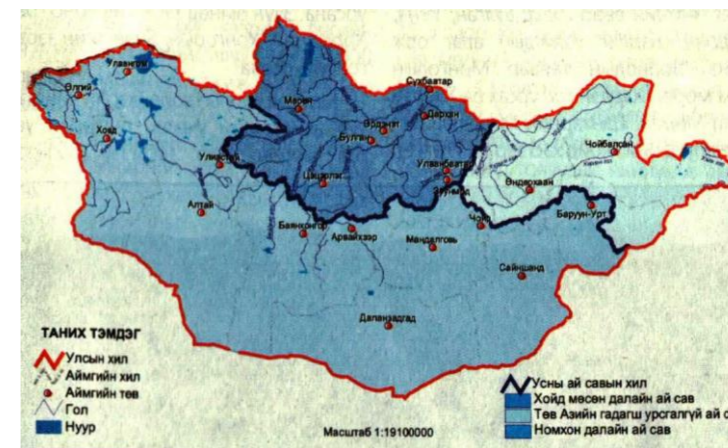 Улаангом
Өлгий
Ховд
Улиастай
Алтай
Мөрөн
Сүхбаатар
Дархан
Эрдэнэт
Булган
Цэцэрлэг
Улаанбаатар
Зуунмод
Чойбалсан
Өндөрхаан
Баруун-Урт
Чойр
Баянхонгор
Арвайхээр
Мандалговь
Сайншанд
Даланзадгад
ТАНИХ ТЭМДЭГ
Улсын хил
Аймгийн хил
Аймгийн төв
Гол
Нуур
Масштаб 1:19100000
Усны ай савын хил
Хойд мөсөн далайн ай сав
Төв Азийн гадагш урсгалгүй ай с
Номхон далайн ай сав